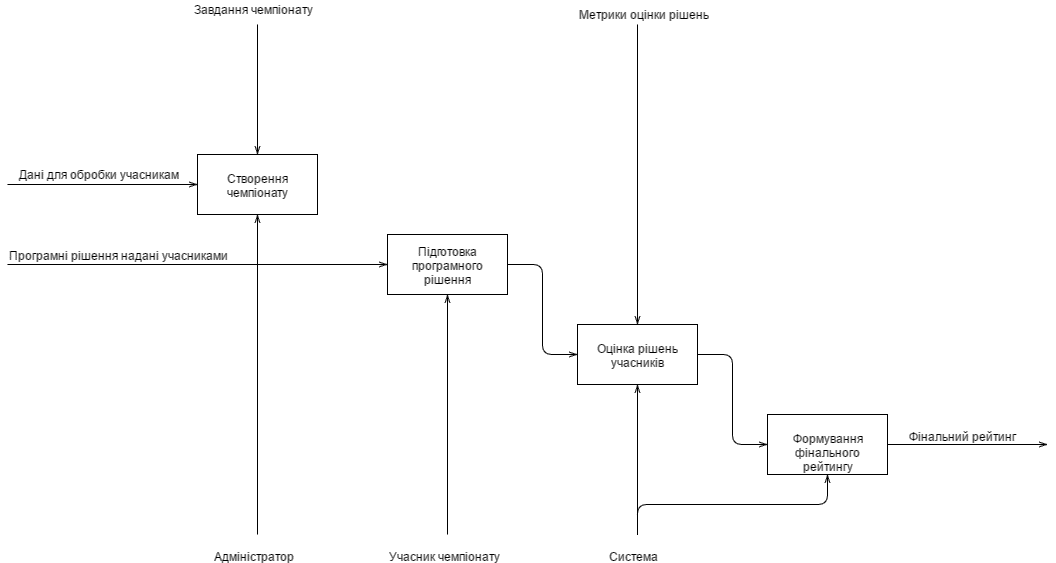 Завдання чемпіонату
Метрики оцінки рішень
Дані для обробки учасникам
Створення
чемпіонату
Програмні рішення надані учасниками
Підготовка
програмного
рішення
Оцінка рішень
учасників
Формування
фінального
рейтингу
Фінальний рейтинг
Адміністратор
Учасник чемпіонату
Система